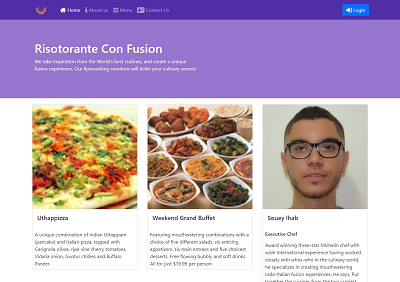 Home About us Menu Contact Us Login
Risotorante Con Fusion
We take inspiration from the World's best cuisines, and create a unique
fusion experience. Our lipsmacking creations will tickle your culinary senses!
Uthappizza
A unique combination of Indian Uthappam
(pancake) and Italian pizza, topped with
Cerignola olives, ripe vine cherry tomatoes,
Vidalia onion, Guntur chillies and Buffalo
Paneer.
Weekend Grand Buffet
Featuring mouthwatering combinations with a
choice of five different salads, six enticing
appetizers, six main entrees and five choicest
desserts. Free flowing bubbly and soft drinks.
All for just $19.99 per person
Souey Ihab
Executive Chef
Award winning three-star Michelin chef with
wide International experience having worked
closely with whos-who in the culinary world,
he specializes in creating mouthwatering
Indo-Italian fusion experiences. He says, Put
together the cuisines from the two craziest